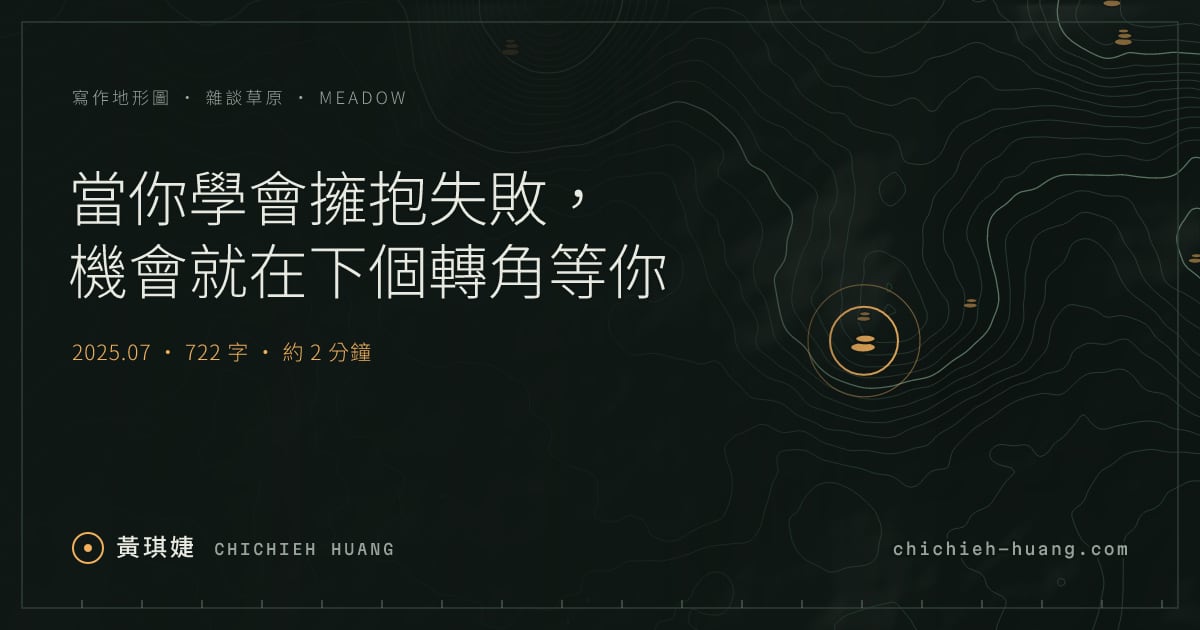 寫作地形圖 · 雜談草原 · MEADOW
當你學會擁抱失敗，
機會就在下個轉角等你
2025.07 · 722 字 · 約 2 分鐘
黃琪婕 CHICHIEH HUANG
chichieh-huang.com